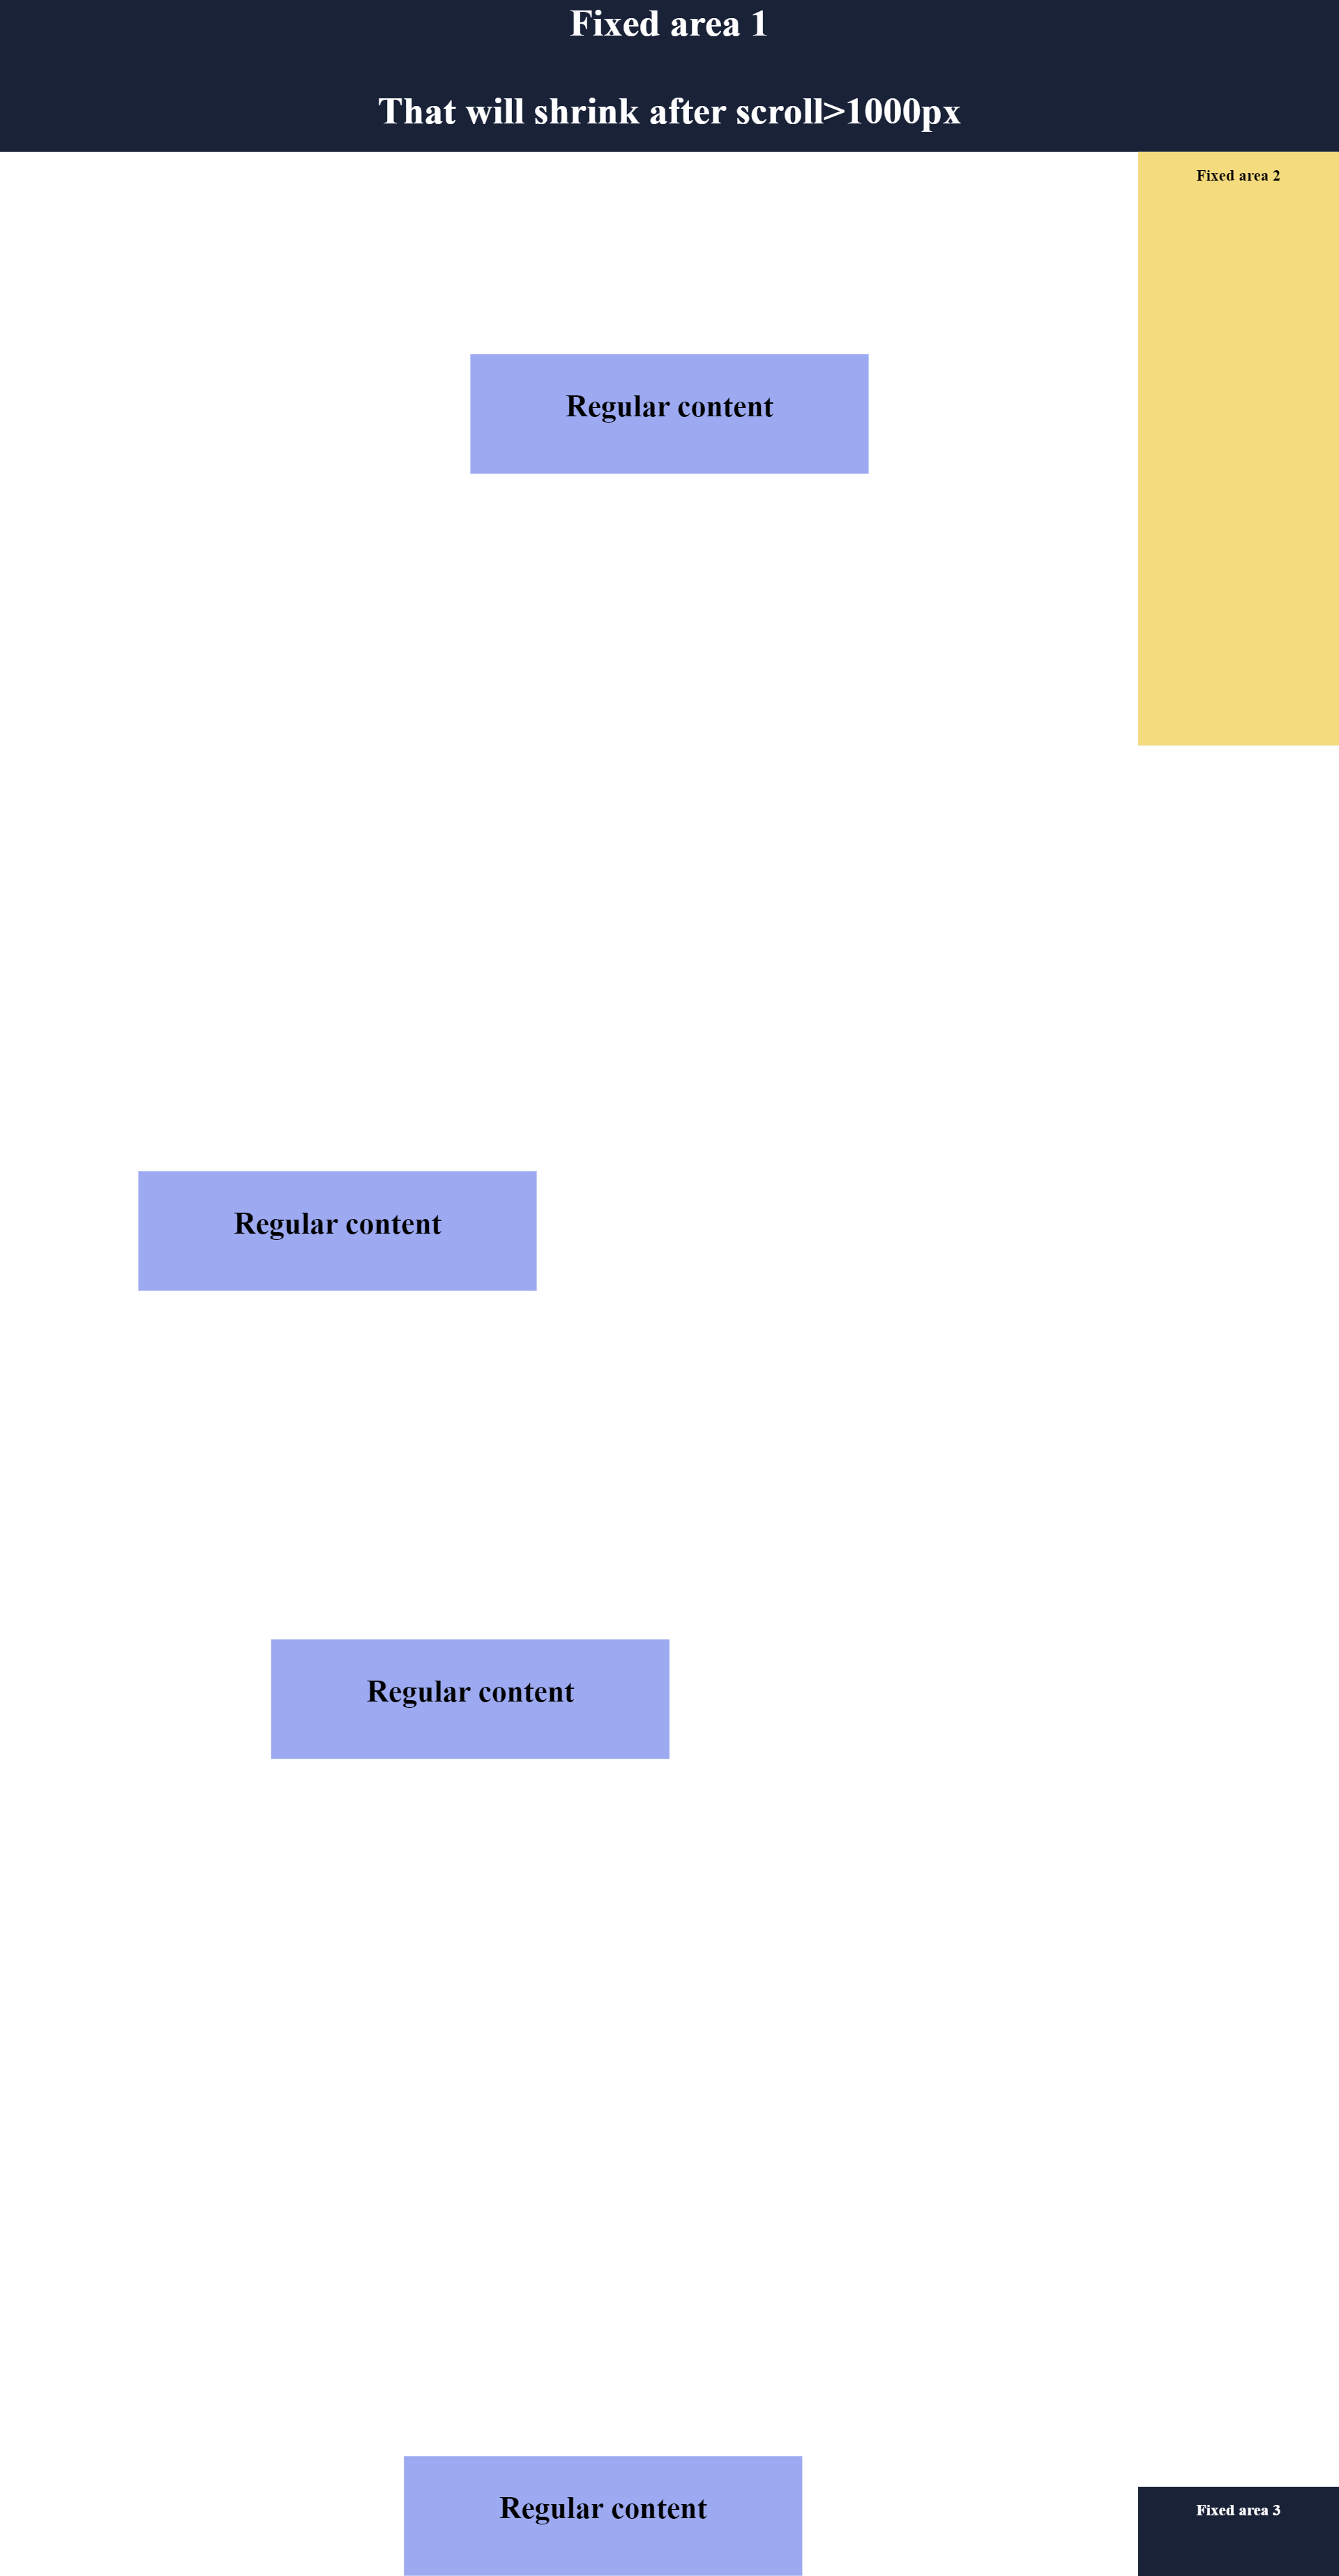 Fixed area 1
That will shrink after scroll>1000px
Fixed area 2
Regular content
Regular content
Regular content
Regular content
Fixed area 3